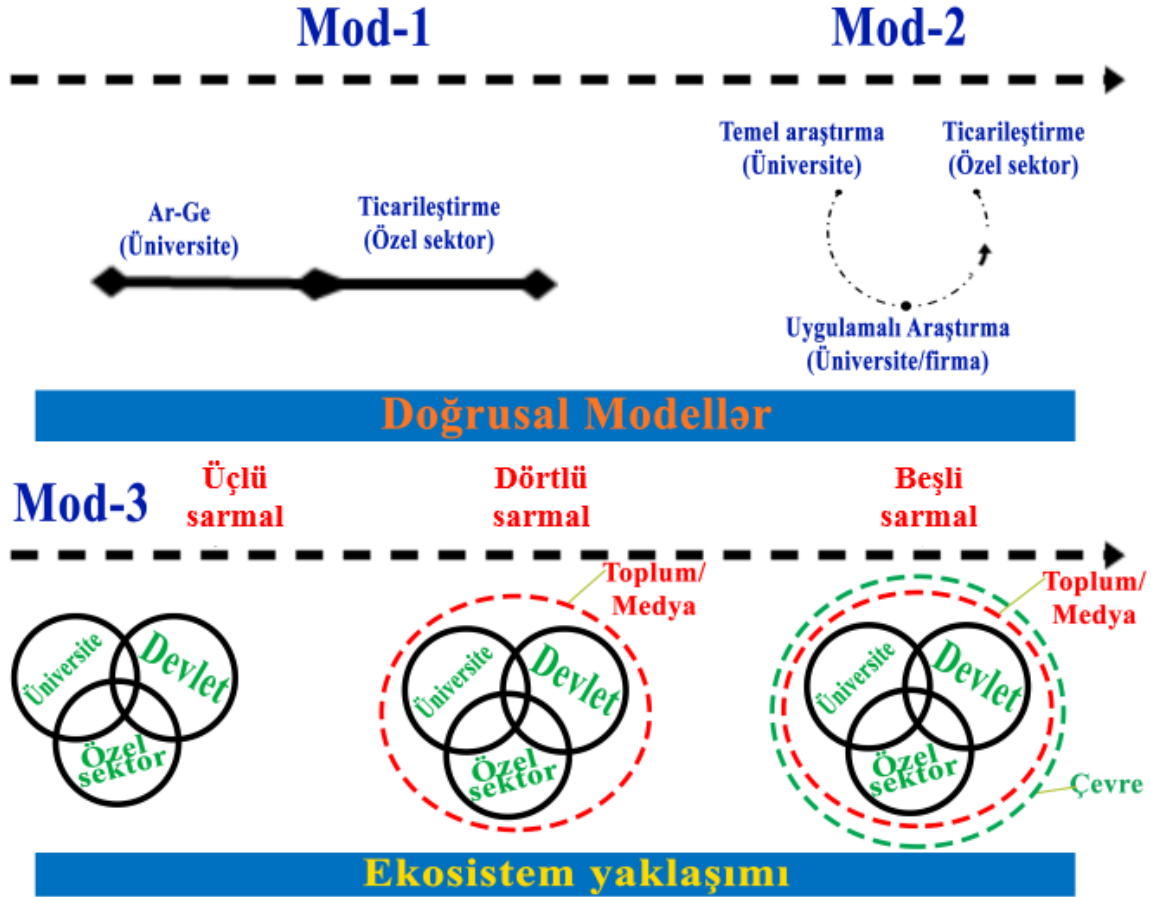 Mod-1
Mod-2
Temel araştırma
(Üniversite)
Ticarileştirme
(Özel sektor)
Ar-Ge
(Üniversite)
Ticarileştirme
(Özel sektor)
Uygulamalı Araştırma
(Üniversite/firma)
Doğrusal Modellər
Mod-3
Üçlü
sarmal
Dörtlü
sarmal
Beşli
sarmal
Toplum/
Medya
Toplum/
Medya
Üniversite
Devlet
Özel
sektor
Üniversite
Devlet
Özel
sektor
Üniversite
Devlet
Özel
sektor
Çevre
Ekosistem yaklaşımı